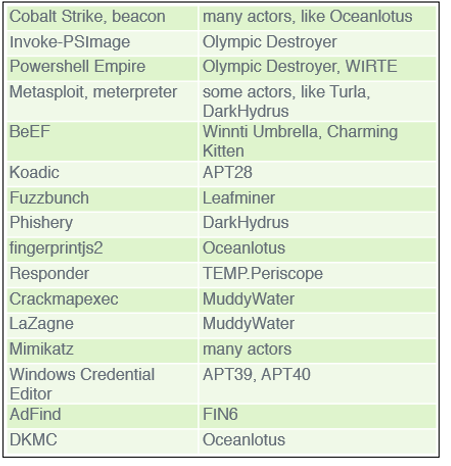 Cobalt Strike, beacon many actors, like Oceanlotus
Invoke-PSImage Olympic Destroyer
Powershell Empire Olympic Destroyer, WIRTE
Metasploit, meterpreter some actors, like Turla,
DarkHydrus
BeEF Winnti Umbrella, Charming
Kitten
Koadic APT28
Fuzzbunch Leafminer
Phishery DarkHydrus
fingerprintjs2 Oceanlotus
Responder TEMP.Periscope
Crackmapexec MuddyWater
LaZagne MuddyWater
Mimikatz many actors
Windows Credential APT39, APT40
Editor
AdFind FIN6
DKMC Oceanlotus